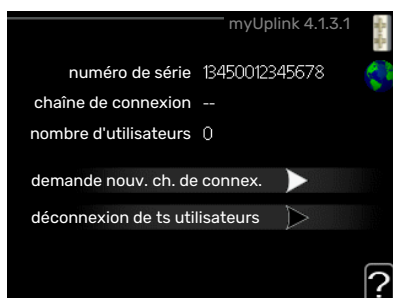 myUplink 4.1.3.1
numéro de série 13450012345678
chaîne de connexion --
nombre d'utilisateurs 0
demande nouv. ch. de connex.
déconnexion de ts utilisateurs
?